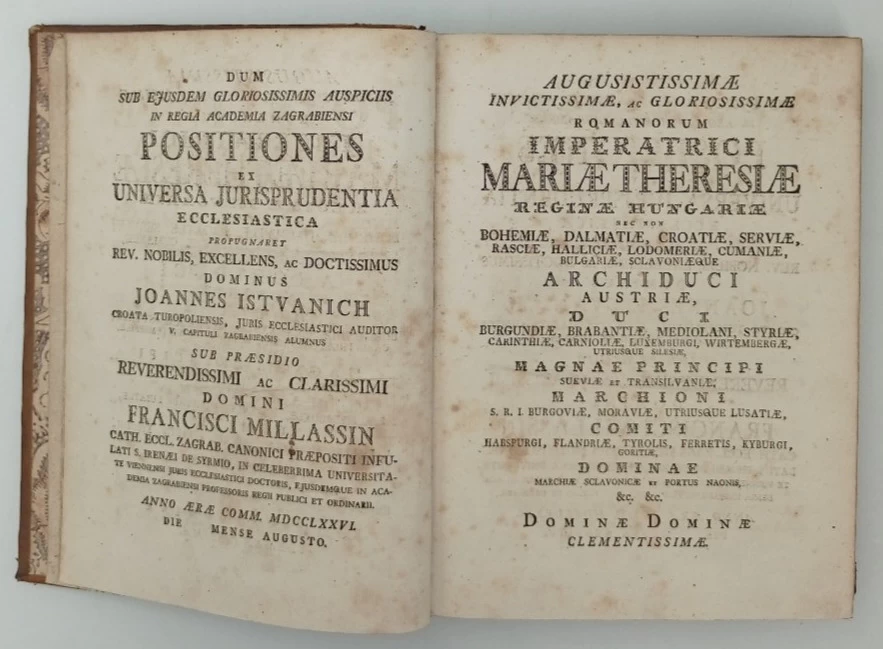 DUM
SUB EJUSDEM GLORIOSISSIMIS AUSPICIIS
IN REGIA ACADEMIA ZAGRABIENSI
POSITIONES
EX
UNIVERSA JURISPRUDENTIA
ECCLESIASTICA
PROPUGNARET
REV. NOBILIS, EXCELLENS, AC DOCTISSIMUS
DOMINUS
JOANNES ISTVANICH
CROATA TUROPOLIENSIS, JURIS ECCLESIASTICI AUDITOR
V. CAPITULI ZAGRABIENSIS ALUMNUS
SUB PRÆSIDIO
REVERENDISSIMI AC CLARISSIMI
DOMINI
FRANCISCI MILLASSIN
CATH. ECCL. ZAGRAB. CANONICI PRÆPOSITI INFU-
LATI S. IRENÆI DE SYRMIO, IN CELEBERRIMA UNIVERSITA-
TE VIENNENSI JURIS ECCLESIASTICI DOCTORIS, EJUSDEMQUE IN ACA-
DEMIA ZAGRABIENSI PROFESSORIS REGII PUBLICI ET ORDINARII.
ANNO ÆRÆ COMM. MDCCLXXVI.
DIE MENSE AUGUSTO.
AUGUSISTISSIMÆ
INVICTISSIMÆ, AC GLORIOSISSIMÆ
ROMANORUM
IMPERATRICI
MARIÆ THERESIÆ
REGINÆ HUNGARIÆ
NEC NON
BOHEMIÆ, DALMATIÆ, CROATIÆ, SERVIÆ,
RASCIÆ, HALLICIÆ, LODOMERIÆ, CUMANIÆ,
BULGARIÆ, SCLAVONIÆQUE
ARCHIDUCI
AUSTRIÆ,
DUCI
BURGUNDIÆ, BRABANTIÆ, MEDIOLANI, STYRIÆ,
CARINTHIÆ, CARNIOLIÆ, LUXEMBURGI, WIRTEMBERGÆ,
UTRIUSQUE SILESIÆ,
MAGNAE PRINCIPI
SUEVIÆ ET TRANSILVANIÆ,
MARCHIONI
S. R. I. BURGOVIÆ, MORAVIÆ, UTRIUSQUE LUSATIÆ,
COMITI
HABSPURGI, FLANDRIÆ, TYROLIS, FERRETIS, KYBURGI,
GORITIÆ,
DOMINAE
MARCHIÆ SCLAVONICÆ ET PORTUS NAONIS,
&c. &c.
DOMINÆ DOMINÆ
CLEMENTISSIMÆ.